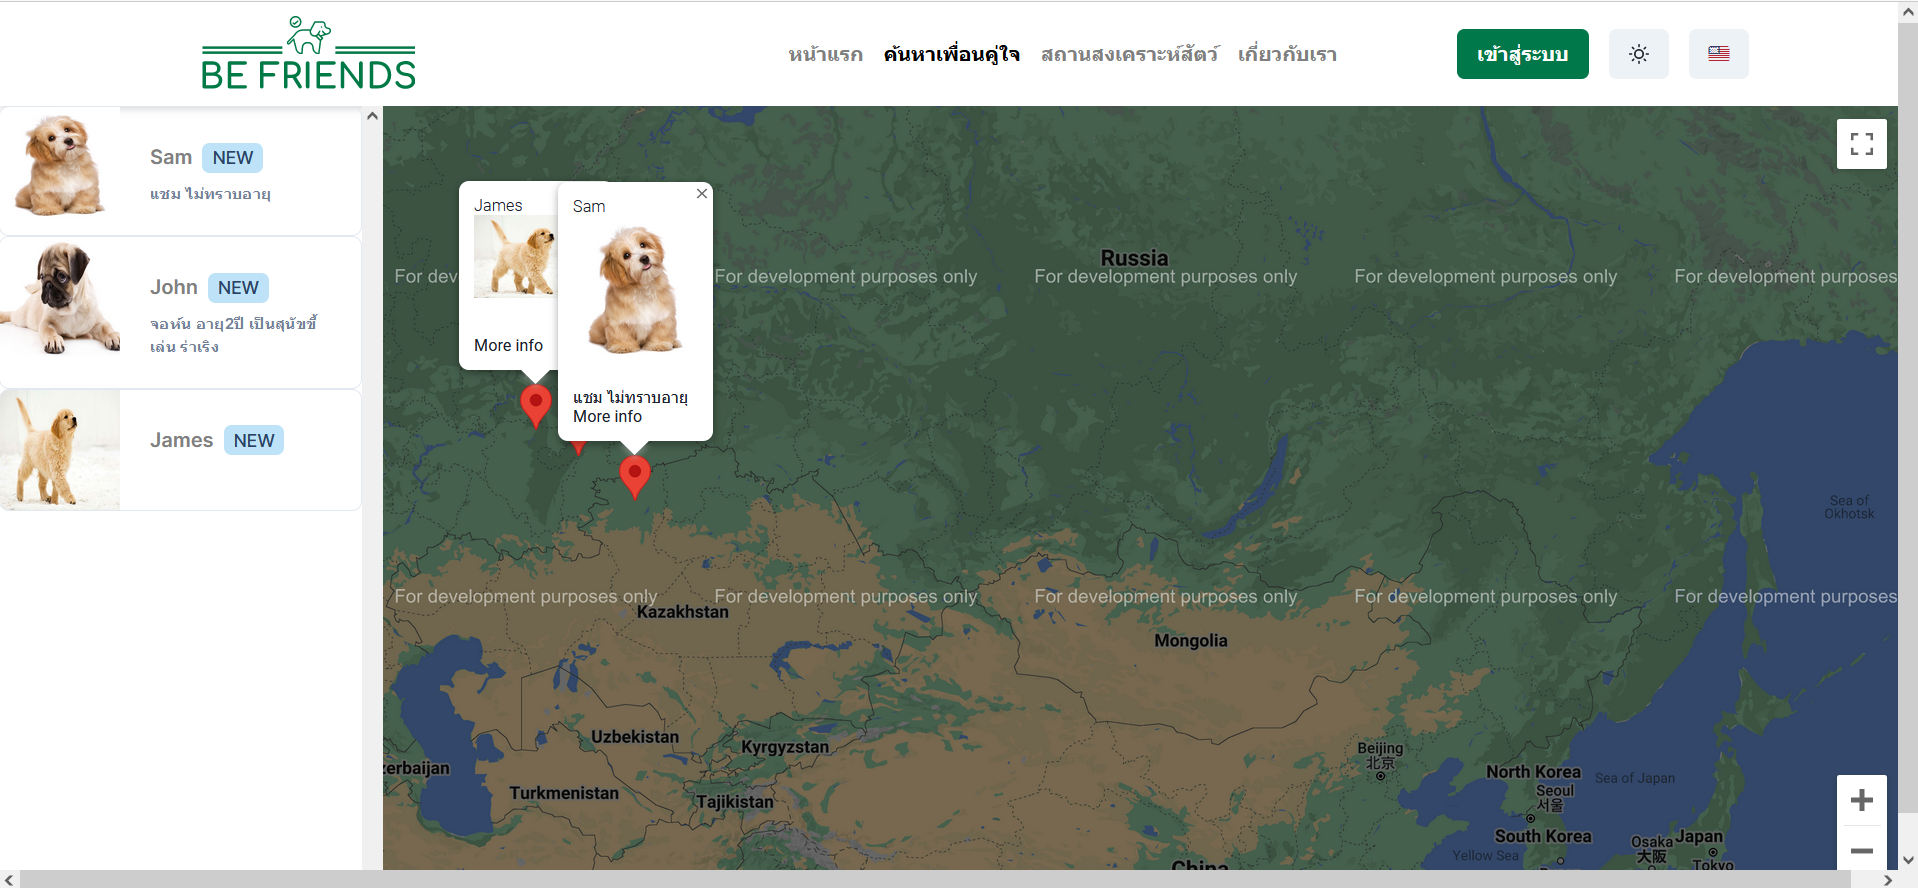 BE FRIENDS
หน้าแรก ค้นหาเพื่อนคู่ใจ สถานสงเคราะห์สัตว์ เกี่ยวกับเรา
เข้าสู่ระบบ
Sam NEW
แซม ไม่ทราบอายุ
John NEW
จอห์น อายุ2ปี เป็นสุนัขขี้
เล่น ร่าเริง
James NEW
James
More info
Sam
แซม ไม่ทราบอายุ
More info
Russia
For de
For development purposes only
For development purposes only
For development purposes only
For development purposes
Sea of
Okhotsk
For development purposes only
For development purposes only
For development purposes only
For development purposes only
For development purposes
Kazakhstan
Mongolia
Uzbekistan
Kyrgyzstan
Beijing
北京
zerbaijan
North Korea
Sea of Japan
Turkmenistan
Tajikistan
Seoul
서울
South Korea
Osaka
大阪
Japan
Yellow Sea
China
Tokyo